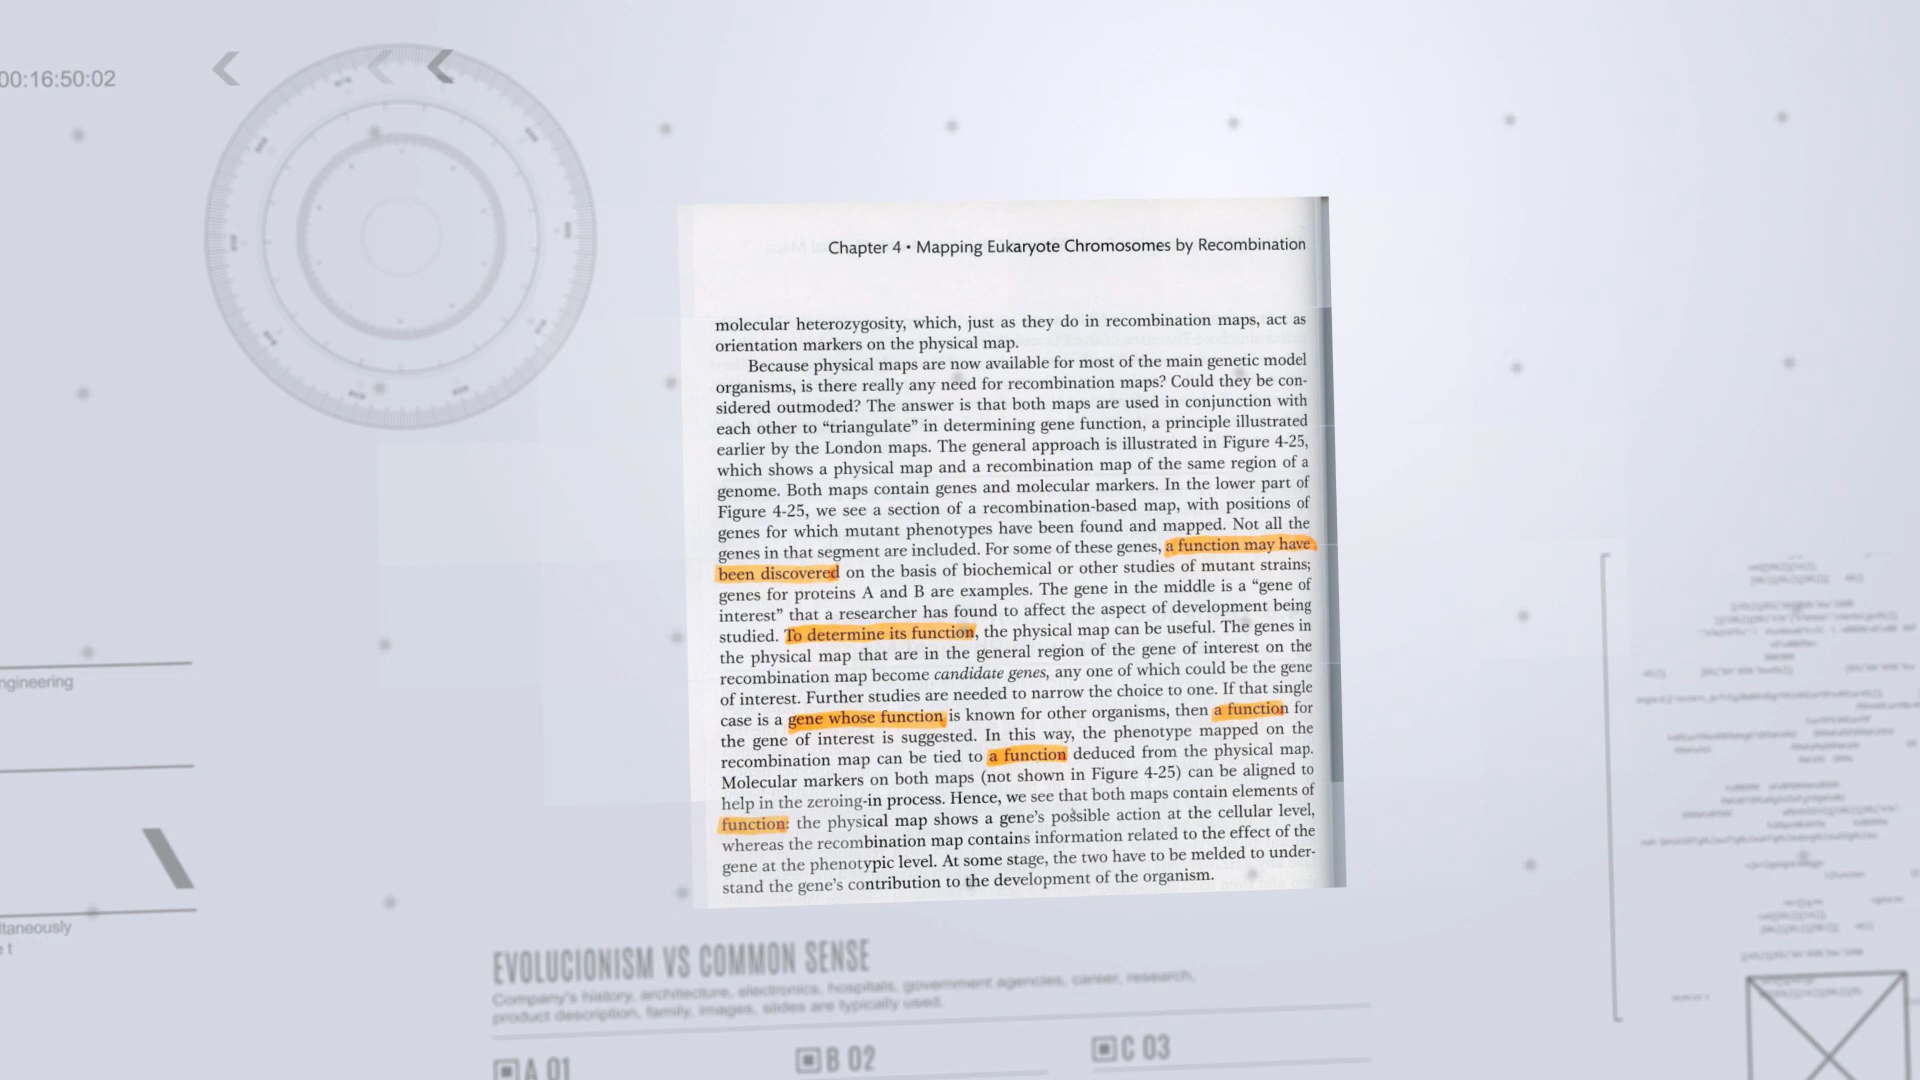 00:16:50:02
Chapter 4 • Mapping Eukaryote Chromosomes by Recombination
molecular heterozygosity, which, just as they do in recombination maps, act as
orientation markers on the physical map.
Because physical maps are now available for most of the main genetic model
organisms, is there really any need for recombination maps? Could they be con-
sidered outmoded? The answer is that both maps are used in conjunction with
each other to “triangulate” in determining gene function, a principle illustrated
earlier by the London maps. The general approach is illustrated in Figure 4-25,
which shows a physical map and a recombination map of the same region of a
genome. Both maps contain genes and molecular markers. In the lower part of
Figure 4-25, we see a section of a recombination-based map, with positions of
genes for which mutant phenotypes have been found and mapped. Not all the
genes in that segment are included. For some of these genes, a function may have
been discovered on the basis of biochemical or other studies of mutant strains;
genes for proteins A and B are examples. The gene in the middle is a “gene of
interest” that a researcher has found to affect the aspect of development being
studied. To determine its function, the physical map can be useful. The genes in
the physical map that are in the general region of the gene of interest on the
recombination map become candidate genes, any one of which could be the gene
of interest. Further studies are needed to narrow the choice to one. If that single
case is a gene whose function is known for other organisms, then a function for
the gene of interest is suggested. In this way, the phenotype mapped on the
recombination map can be tied to a function deduced from the physical map.
Molecular markers on both maps (not shown in Figure 4-25) can be aligned to
help in the zeroing-in process. Hence, we see that both maps contain elements of
function: the physical map shows a gene’s possible action at the cellular level,
whereas the recombination map contains information related to the effect of the
gene at the phenotypic level. At some stage, the two have to be melded to under-
stand the gene’s contribution to the development of the organism.
ngineering
ltaneously
e t
EVOLUCIONISM VS COMMON SENSE
Company's history, architecture, electronics, hospitals, government agencies, career, research,
product description, family, images, slides are typically used.
A 01
B 02
C 03